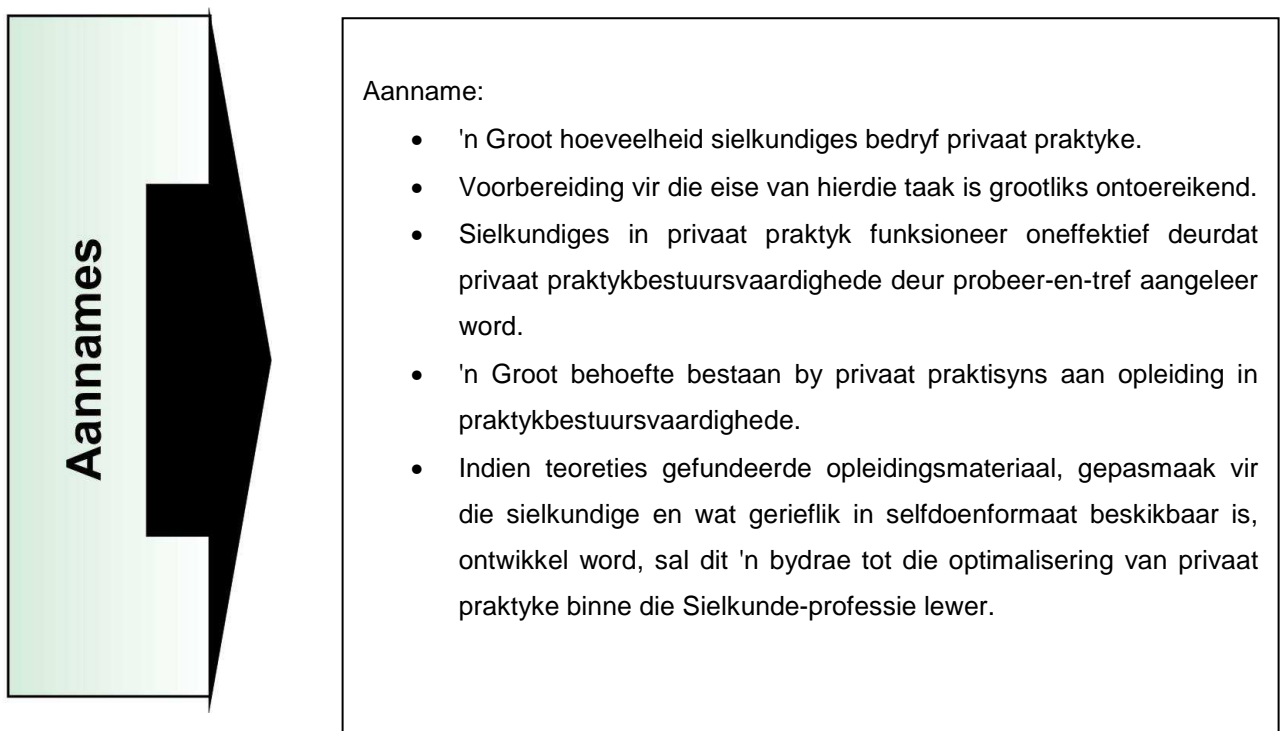 Aannames
Aanname:
• 'n Groot hoeveelheid sielkundiges bedryf privaat praktyke.
• Voorbereiding vir die eise van hierdie taak is grootliks ontoereikend.
• Sielkundiges in privaat praktyk funksioneer oneffektief deurdat
privaat praktykbestuursvaardighede deur probeer-en-tref aangeleer
word.
• 'n Groot behoefte bestaan by privaat praktisyns aan opleiding in
praktykbestuursvaardighede.
• Indien teoreties gefundeerde opleidingsmateriaal, gepasmaak vir
die sielkundige en wat gerieflik in selfdoenformaat beskikbaar is,
ontwikkel word, sal dit 'n bydrae tot die optimalisering van privaat
praktyke binne die Sielkunde-professie lewer.